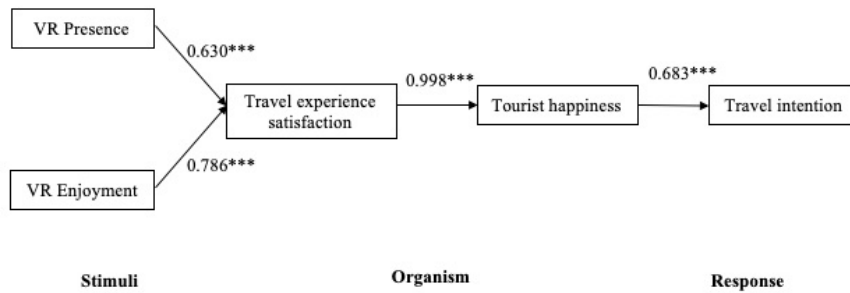 VR Presence
0.630***
Travel experience
satisfaction
0.998***
Tourist happiness
0.683***
Travel intention
0.786***
VR Enjoyment
Stimuli
Organism
Response